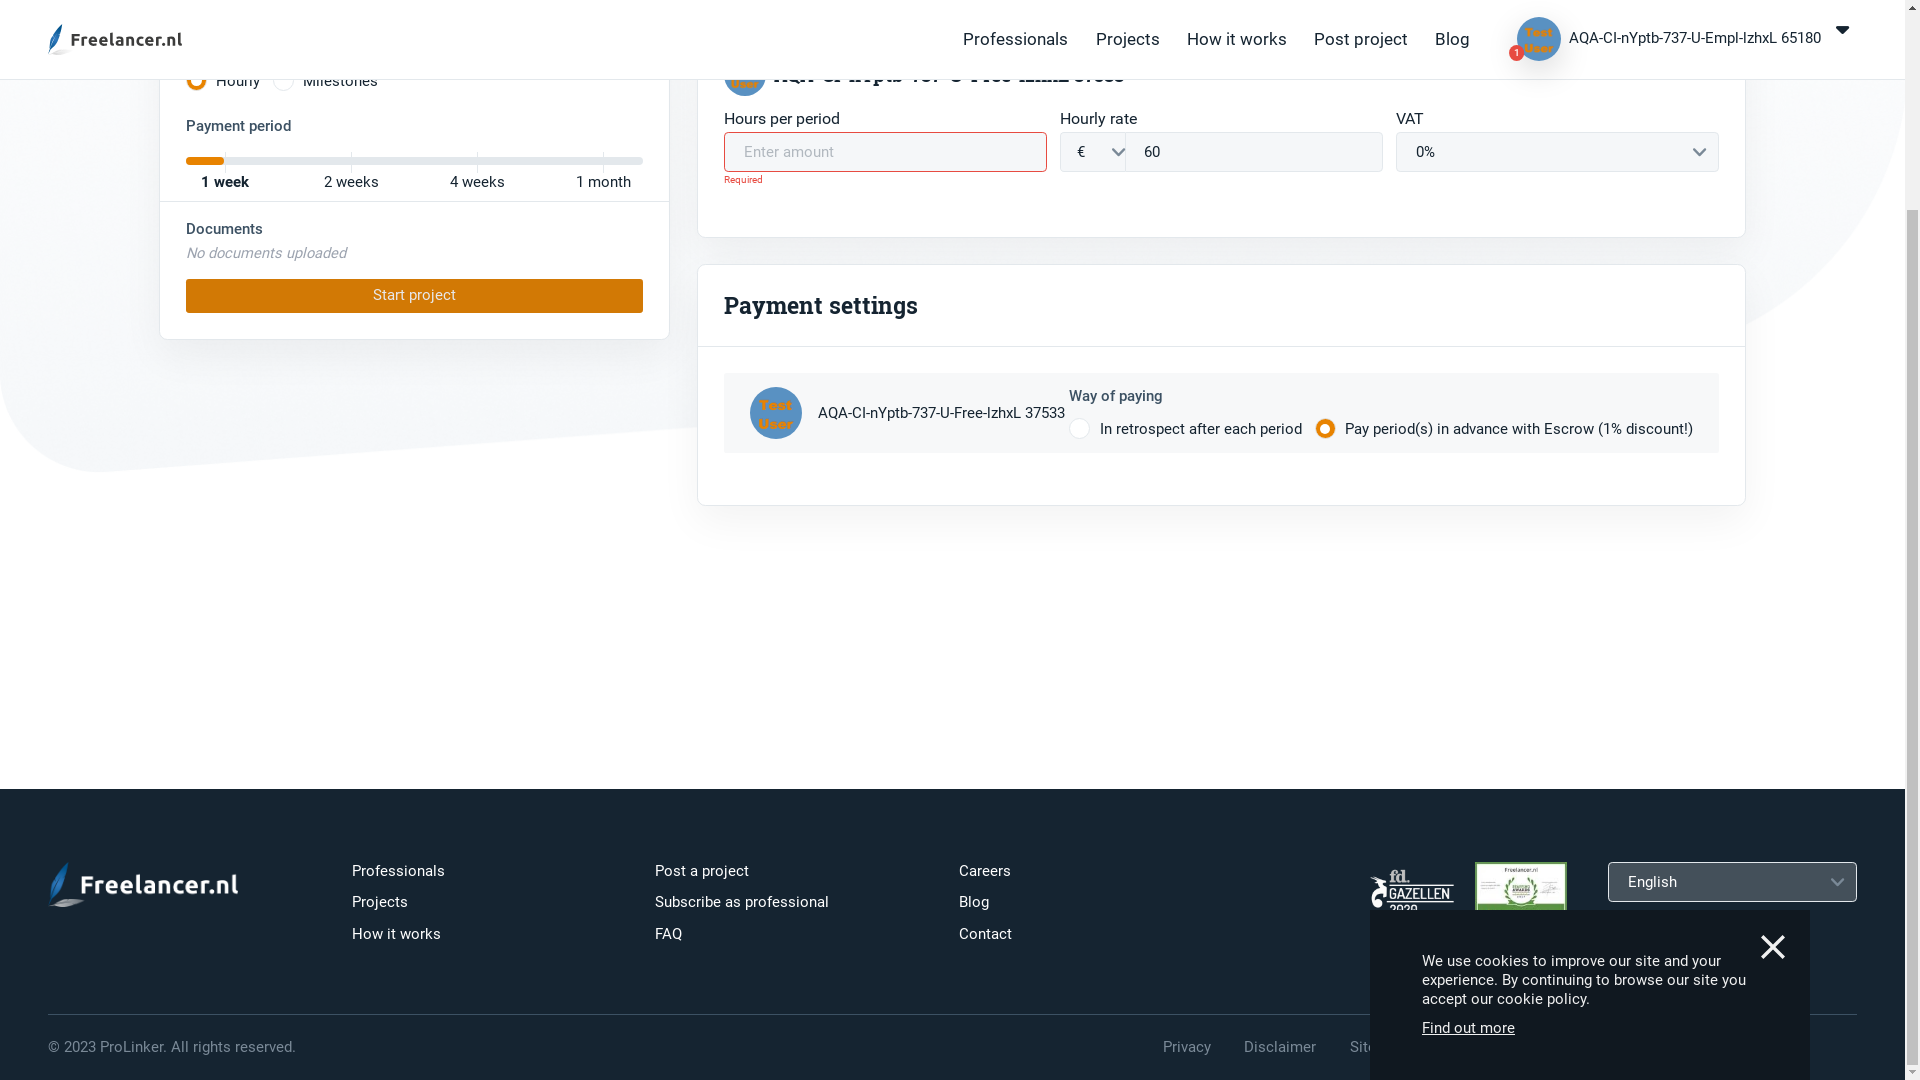 Freelancer.nl
Professionals
Projects
How it works
Post project
Blog
Test
User
1
AQA-CI-nYptb-737-U-Empl-lzhxL 65180
Hourly
Milestones
Payment period
1 week
2 weeks
4 weeks
1 month
Documents
No documents uploaded
Start project
User
Hours per period
Hourly rate
VAT
Enter amount
€
60
0%
Required
Payment settings
Test
User
AQA-CI-nYptb-737-U-Free-lzhxL 37533
Way of paying
In retrospect after each period
Pay period(s) in advance with Escrow (1% discount!)
Freelancer.nl
Professionals
Projects
How it works
Post a project
Subscribe as professional
FAQ
Careers
Blog
Contact
fd.
GAZELLEN
2020
Freelancer.nl
English
We use cookies to improve our site and your
experience. By continuing to browse our site you
accept our cookie policy.
Find out more
© 2023 ProLinker. All rights reserved.
Privacy
Disclaimer